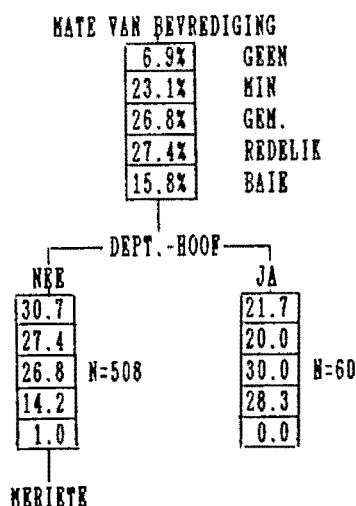 MATE VAN BEVREDIGING
6.9% GEEN
23.1% MIN
26.8% GEM.
27.4% REDELIK
15.8% BAIE
DEPT.-HOOF
NEE JA
30.7 21.7
27.4 20.0
26.8 N=508 30.0 N=60
14.2 28.3
1.0 0.0
MERIETE